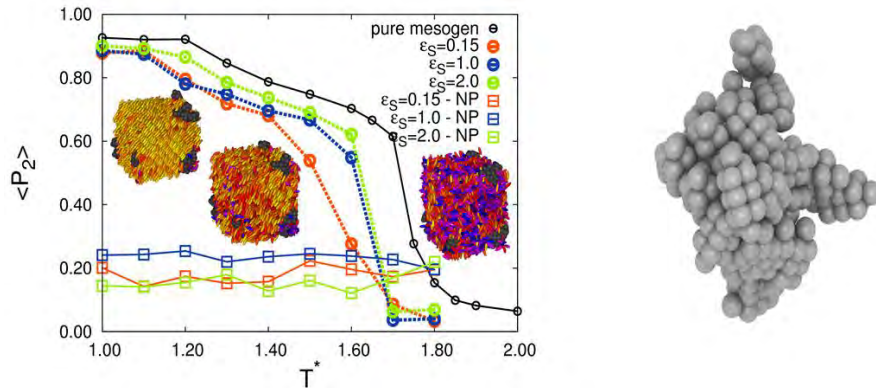 pure mesogen
εS=0.15
εS=1.0
εS=2.0
εS=0.15 - NP
εS=1.0 - NP
εS=2.0 - NP
<P2>
1.00
0.80
0.60
0.40
0.20
0.00
1.00 1.20 1.40 1.60 1.80 2.00
T*